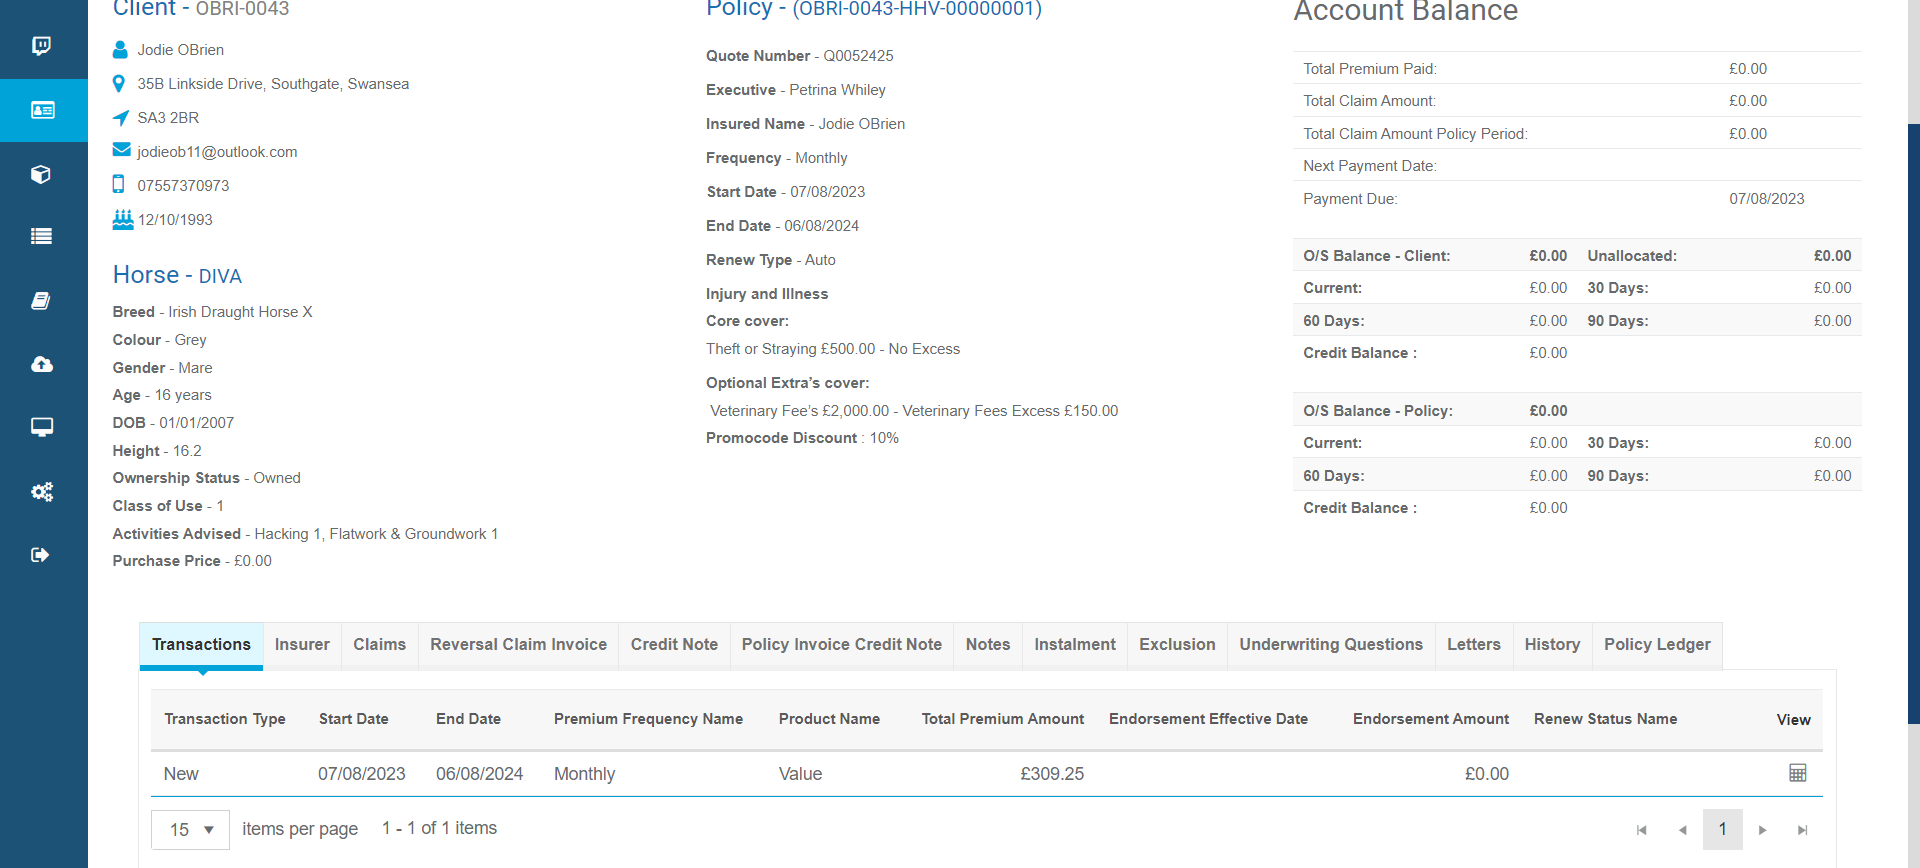 Client - OBRI-0043
Jodie OBrien
35B Linkside Drive, Southgate, Swansea
SA3 2BR
jodieob11@outlook.com
07557370973
12/10/1993
Horse - DIVA
Breed - Irish Draught Horse X
Colour - Grey
Gender - Mare
Age - 16 years
DOB - 01/01/2007
Height - 16.2
Ownership Status - Owned
Class of Use - 1
Activities Advised - Hacking 1, Flatwork & Groundwork 1
Purchase Price - £0.00
Policy - (OBRI-0043-HHV-00000001)
Quote Number - Q0052425
Executive - Petrina Whiley
Insured Name - Jodie OBrien
Frequency - Monthly
Start Date - 07/08/2023
End Date - 06/08/2024
Renew Type - Auto
Injury and Illness
Core cover:
Theft or Straying £500.00 - No Excess
Optional Extra's cover:
Veterinary Fee's £2,000.00 - Veterinary Fees Excess £150.00
Promocode Discount : 10%
Account Balance
Total Premium Paid: £0.00
Total Claim Amount: £0.00
Total Claim Amount Policy Period: £0.00
Next Payment Date:
Payment Due: 07/08/2023
O/S Balance - Client: £0.00 Unallocated: £0.00
Current: £0.00 30 Days: £0.00
60 Days: £0.00 90 Days: £0.00
Credit Balance : £0.00
O/S Balance - Policy: £0.00
Current: £0.00 30 Days: £0.00
60 Days: £0.00 90 Days: £0.00
Credit Balance : £0.00
Transactions Insurer Claims Reversal Claim Invoice Credit Note Policy Invoice Credit Note Notes Instalment Exclusion Underwriting Questions Letters History Policy Ledger
Transaction Type Start Date End Date Premium Frequency Name Product Name Total Premium Amount Endorsement Effective Date Endorsement Amount Renew Status Name View
New 07/08/2023 06/08/2024 Monthly Value £309.25 £0.00
15 items per page 1 - 1 of 1 items 1